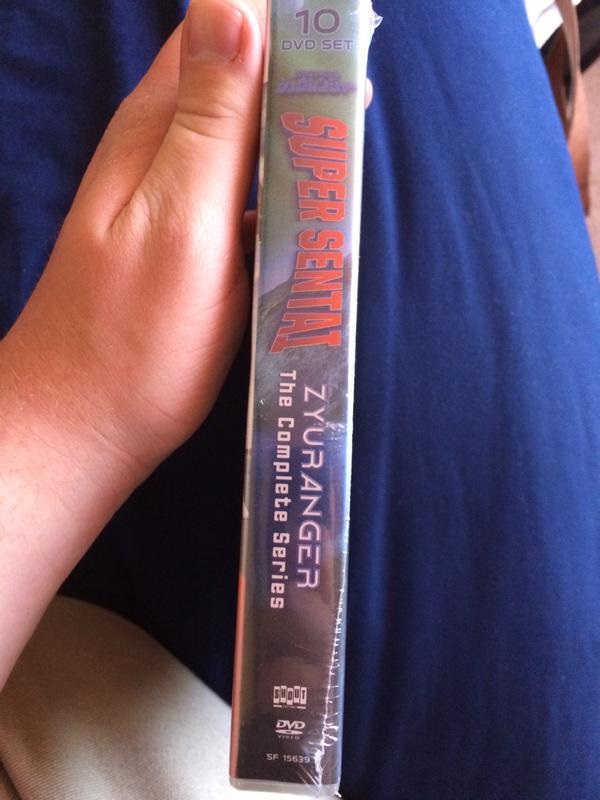 10
DVD SET
SUPER SENTAI
ZYURANGER
The Complete Series
SHOUT
DVD
VIDEO
SF 15639